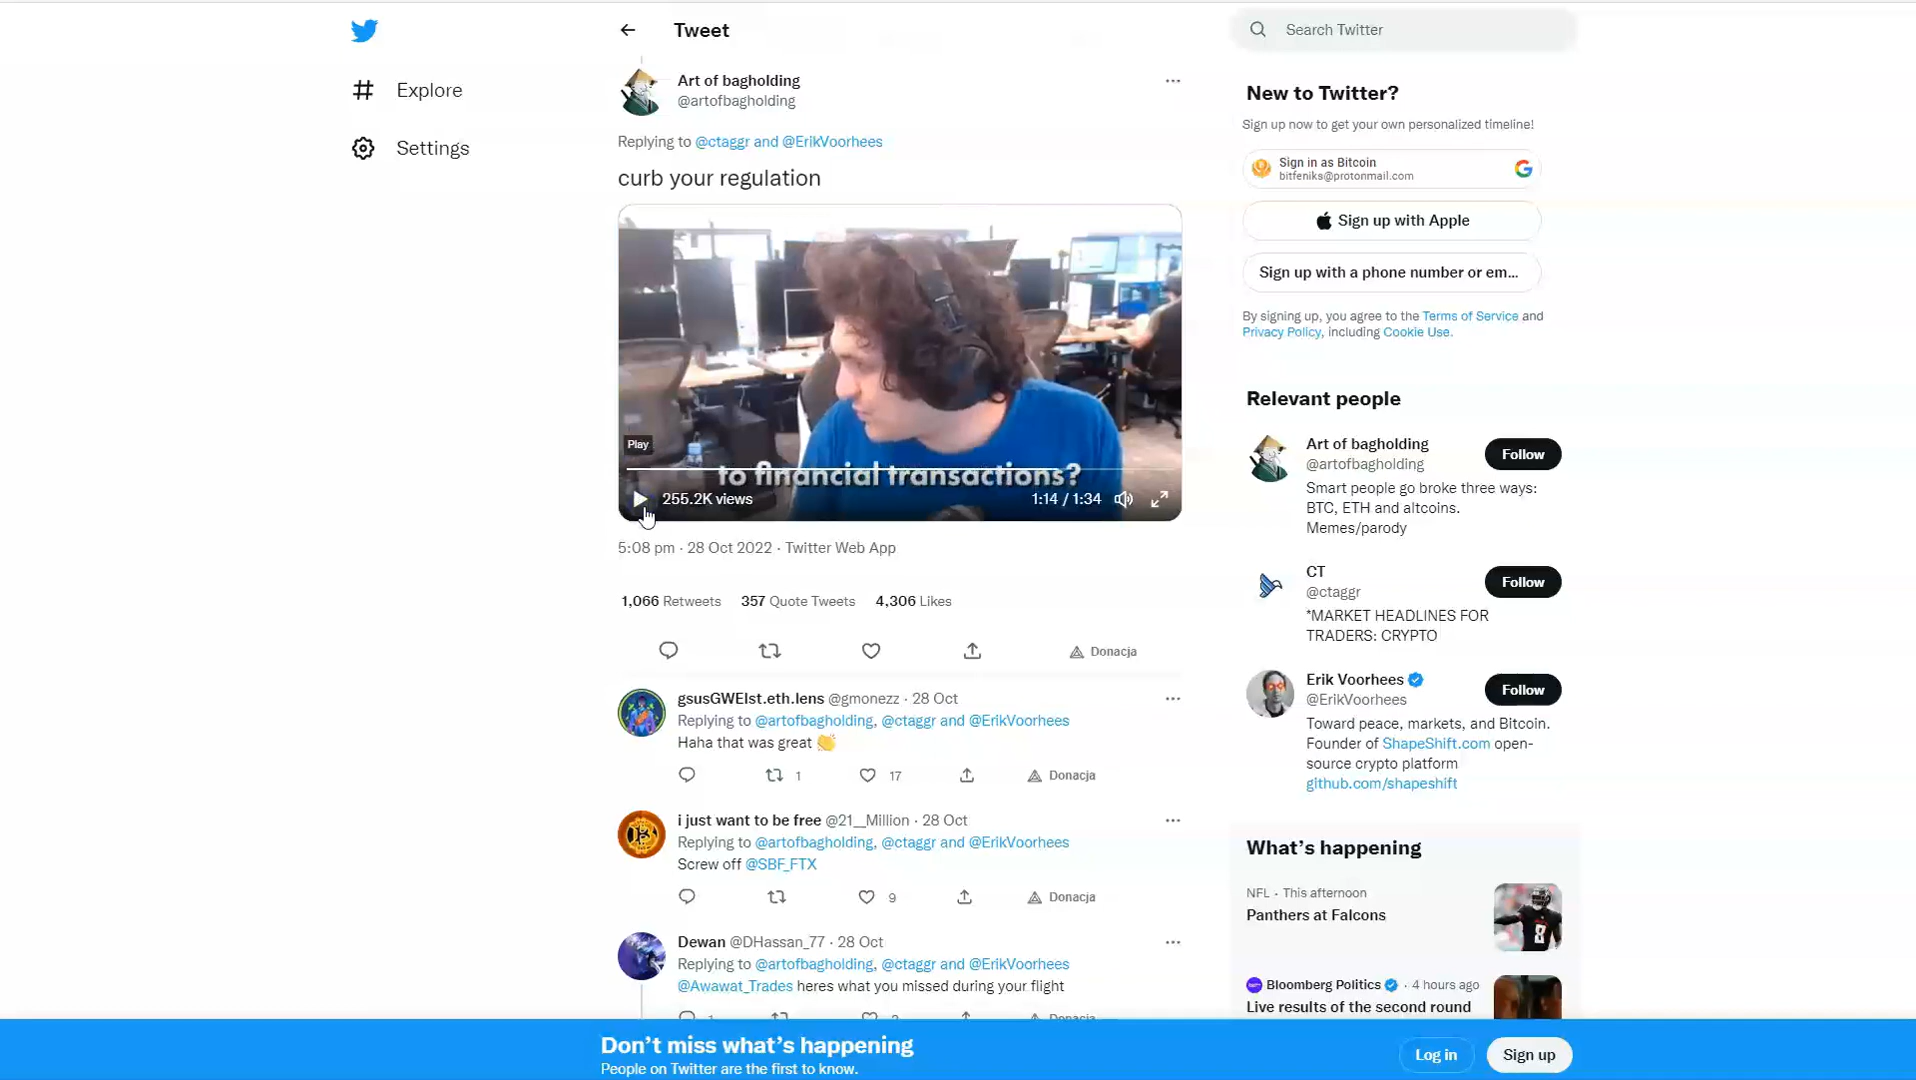 Tweet
Search Twitter
Explore
Settings
Art of bagholding
@artofbagholding
Replying to @ctaggr and @ErikVoorhees
curb your regulation
Play
to financial transactions?
255.2K views
1:14 / 1:34
5:08 pm · 28 Oct 2022 · Twitter Web App
1,066 Retweets 357 Quote Tweets 4,306 Likes
Donacja
gsusGWEIst.eth.lens @gmonezz · 28 Oct
Replying to @artofbagholding, @ctaggr and @ErikVoorhees
Haha that was great 👏
1 17 Donacja
i just want to be free @21__Million · 28 Oct
Replying to @artofbagholding, @ctaggr and @ErikVoorhees
Screw off @SBF_FTX
9 Donacja
Dewan @DHassan_77 · 28 Oct
Replying to @artofbagholding, @ctaggr and @ErikVoorhees
@Awawat_Trades heres what you missed during your flight
New to Twitter?
Sign up now to get your own personalized timeline!
Sign in as Bitcoin
bitfeniks@protonmail.com
Sign up with Apple
Sign up with a phone number or em...
By signing up, you agree to the Terms of Service and
Privacy Policy, including Cookie Use.
Relevant people
Art of bagholding
@artofbagholding
Follow
Smart people go broke three ways:
BTC, ETH and altcoins.
Memes/parody
CT
@ctaggr
Follow
*MARKET HEADLINES FOR
TRADERS: CRYPTO
Erik Voorhees
@ErikVoorhees
Follow
Toward peace, markets, and Bitcoin.
Founder of ShapeShift.com open-
source crypto platform
github.com/shapeshift
What's happening
NFL · This afternoon
Panthers at Falcons
Bloomberg Politics · 4 hours ago
Live results of the second round
Don't miss what's happening
People on Twitter are the first to know.
Log in
Sign up